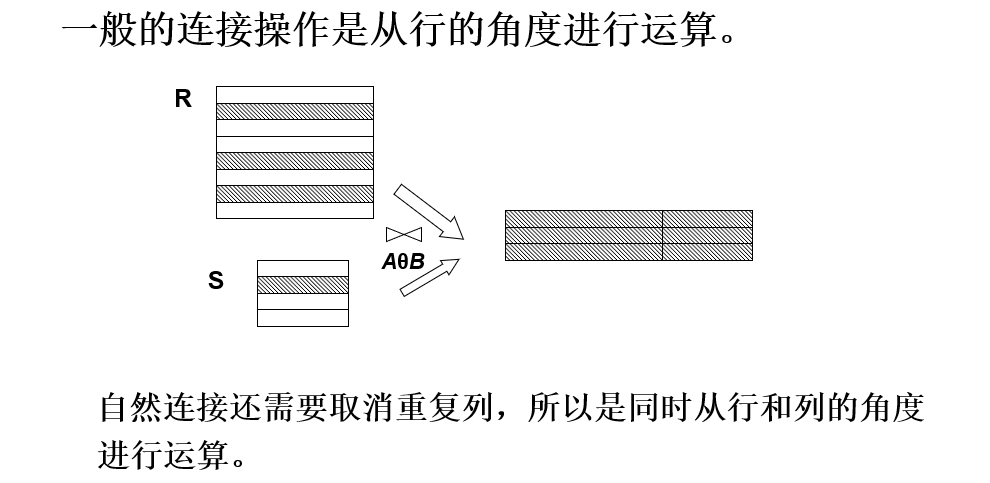 一般的连接操作是从行的角度进行运算。
R
AθB
S
自然连接还需要取消重复列，所以是同时从行和列的角度
进行运算。